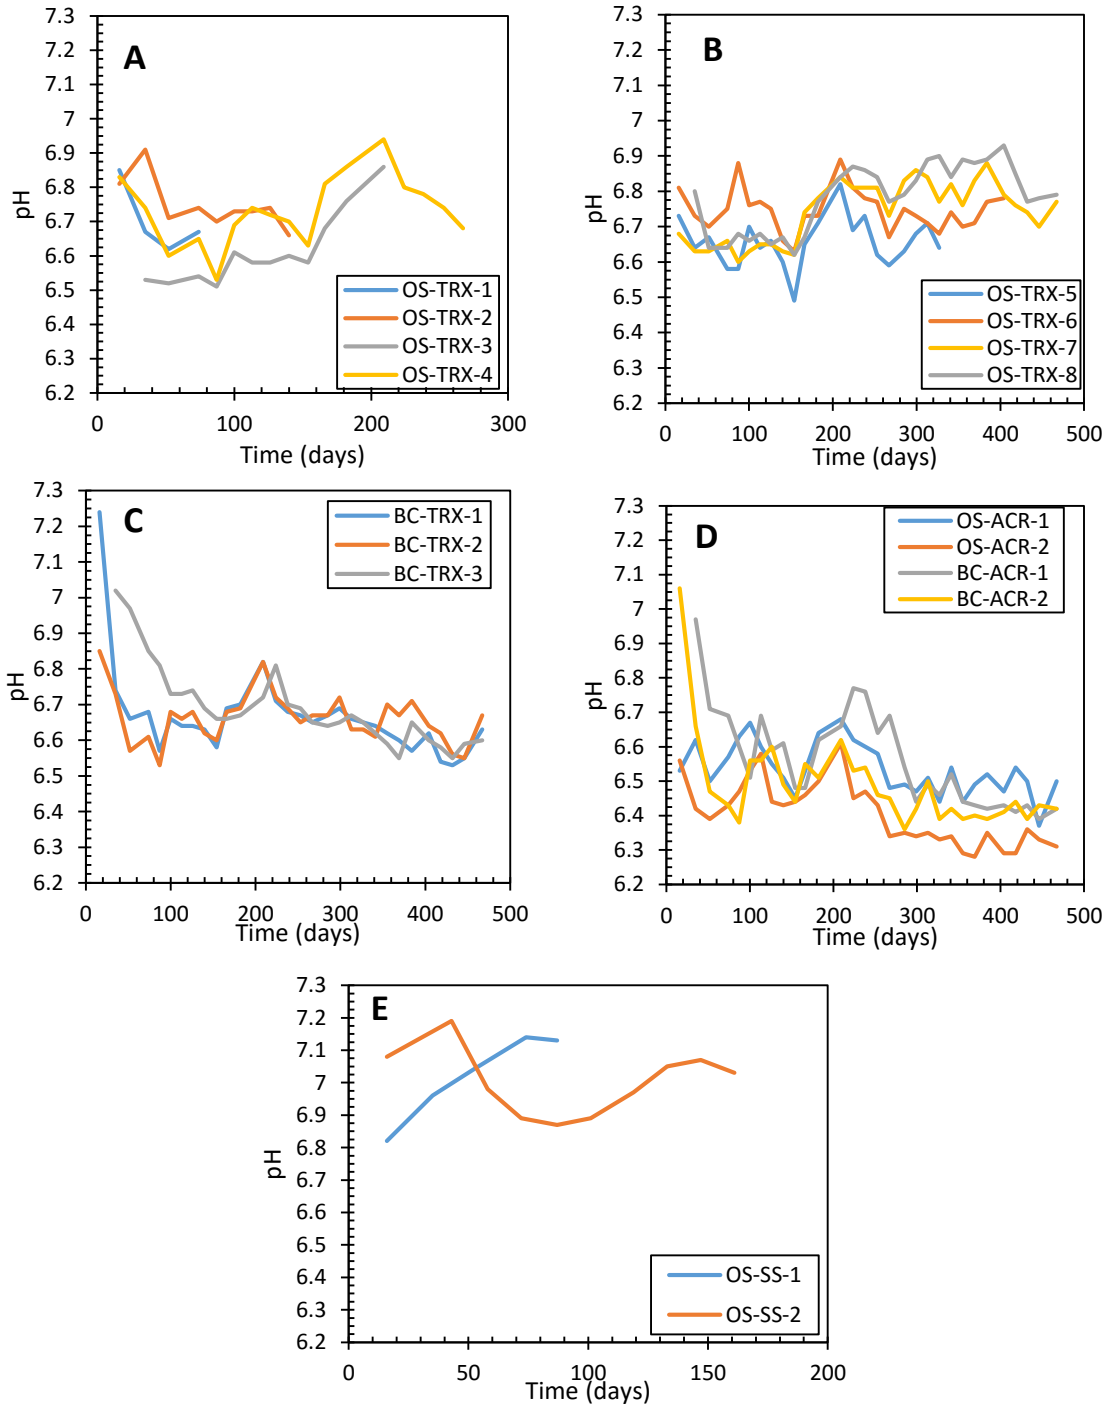 A
7.3
7.2
7.1
7
6.9
6.8
6.7
6.6
6.5
6.4
6.3
6.2
pH
0
100
200
300
Time (days)
OS-TRX-1
OS-TRX-2
OS-TRX-3
OS-TRX-4
B
7.3
7.2
7.1
7
6.9
6.8
6.7
6.6
6.5
6.4
6.3
6.2
pH
0
100
200
300
400
500
Time (days)
OS-TRX-5
OS-TRX-6
OS-TRX-7
OS-TRX-8
C
7.3
7.2
7.1
7
6.9
6.8
6.7
6.6
6.5
6.4
6.3
6.2
pH
0
100
200
300
400
500
Time (days)
BC-TRX-1
BC-TRX-2
BC-TRX-3
D
7.3
7.2
7.1
7
6.9
6.8
6.7
6.6
6.5
6.4
6.3
6.2
pH
0
100
200
300
400
500
Time (days)
OS-ACR-1
OS-ACR-2
BC-ACR-1
BC-ACR-2
E
7.3
7.2
7.1
7
6.9
6.8
6.7
6.6
6.5
6.4
6.3
6.2
pH
0
50
100
150
200
Time (days)
OS-SS-1
OS-SS-2